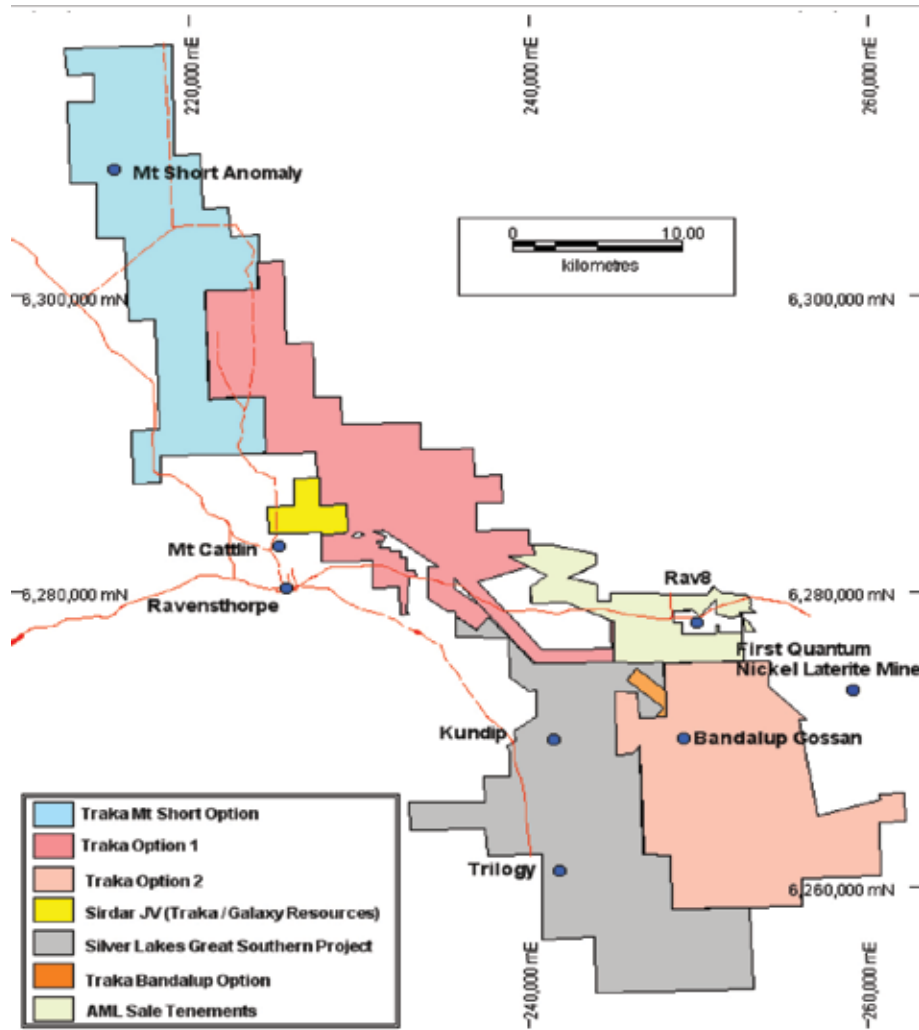 220,000 mE
240,000 mE
260,000 mE
Mt Short Anomaly
0 10,00
kilometres
6,300,000 mN
6,300,000 mN
Mt Cattlin
Ravensthorpe
6,280,000 mN
Rav8
6,280,000 mN
First Quantum
Nickel Laterite Mine
Kundip
Bandalup Gossan
Traka Mt Short Option
Traka Option 1
Traka Option 2
Sirdar JV (Traka / Galaxy Resources)
Silver Lakes Great Southern Project
Traka Bandalup Option
AML Sale Tenements
Trilogy
6,260,000 mN
240,000 mE
260,000 mE